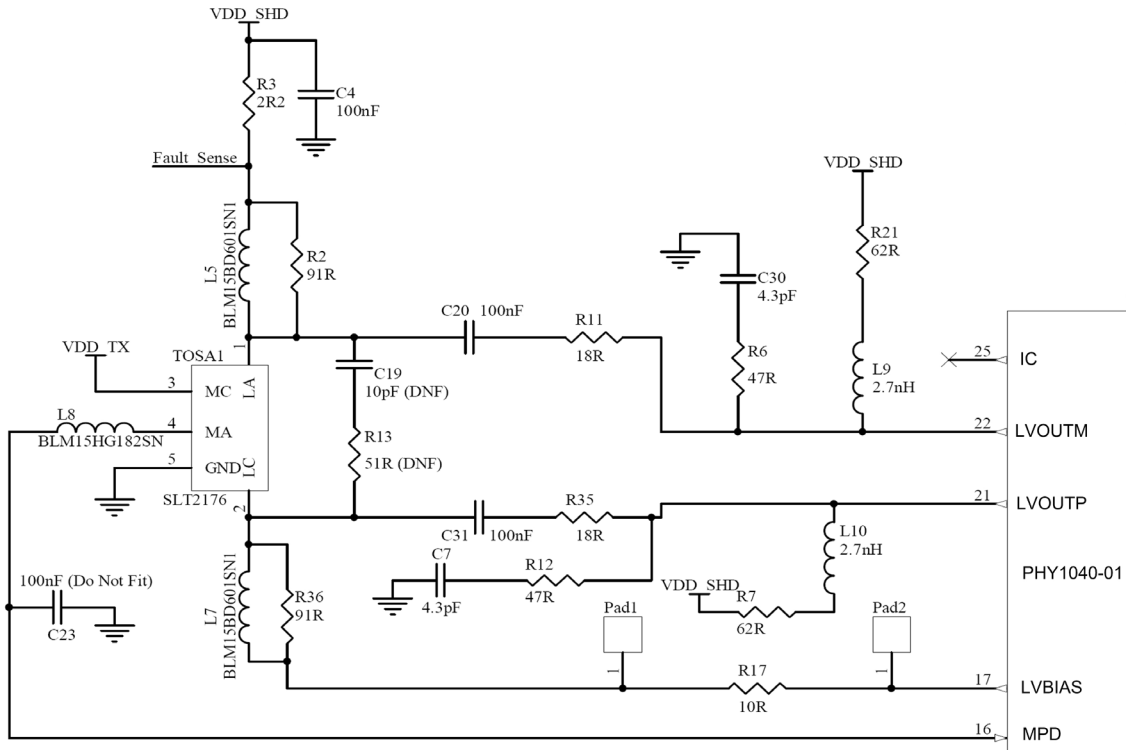 VDD_SHD
R3
2R2
C4
100nF
Fault_Sense
L5
BLM15BD601SN1
R2
91R
VDD_SHD
R21
62R
C30
4.3pF
C20 100nF
R11
18R
R6
47R
L9
2.7nH
25
IC
22
LVOUTM
VDD_TX
TOSA1
1
3
MC
LA
C19
10pF (DNF)
L8
BLM15HG182SN
4
MA
5
GND
LC
R13
51R (DNF)
SLT2176
2
C31
100nF
R35
18R
21
LVOUTP
L10
2.7nH
PHY1040-01
C7
4.3pF
R12
47R
VDD_SHD
R7
62R
100nF (Do Not Fit)
C23
L7
BLM15BD601SN1
R36
91R
Pad1
1
Pad2
1
R17
10R
17
LVBIAS
16
MPD